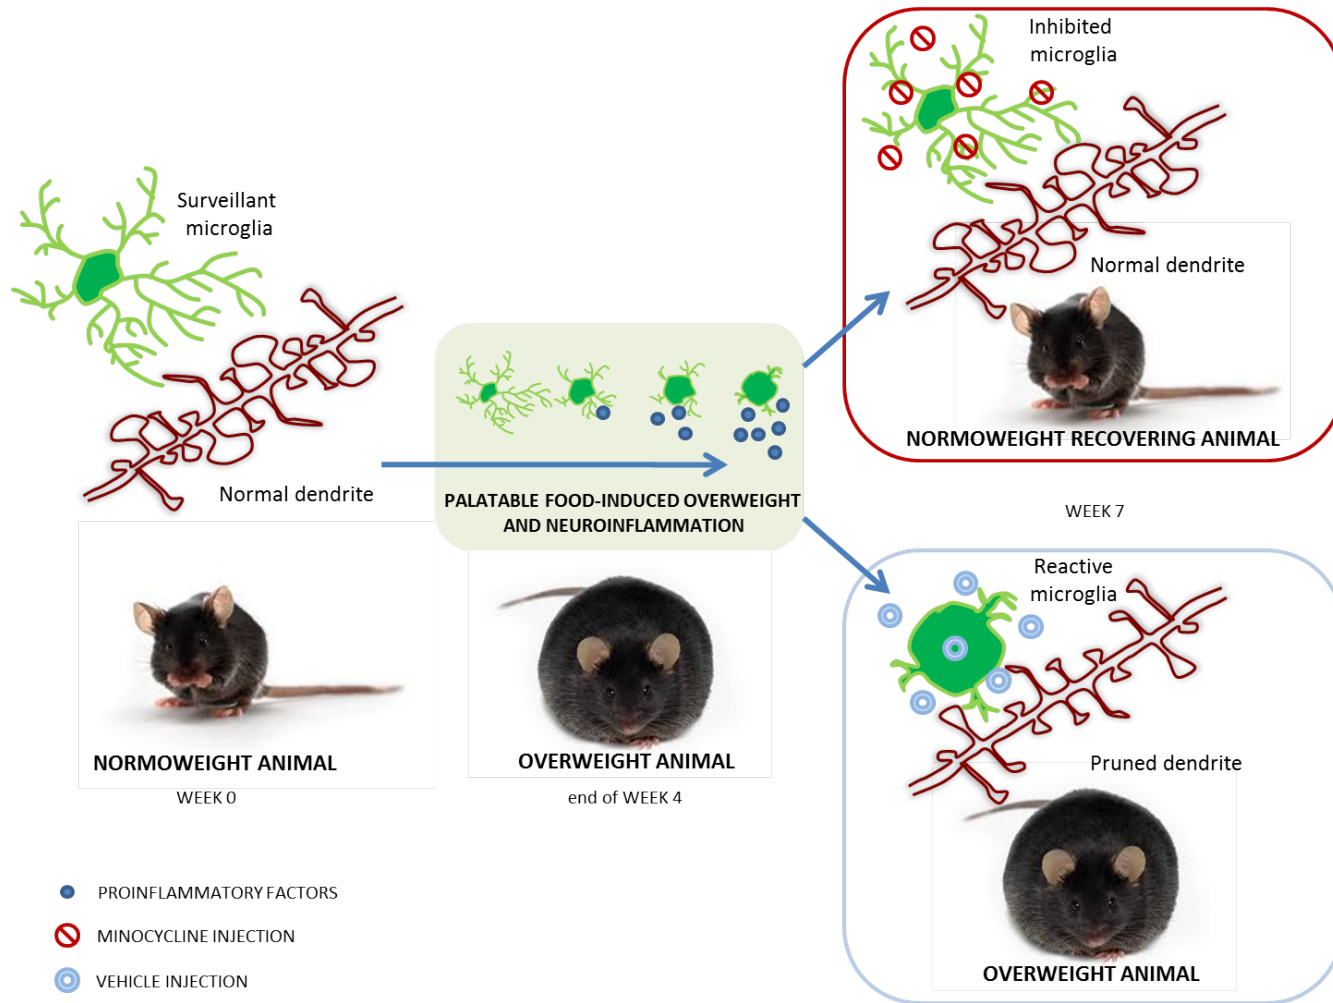 Surveillant
microglia
Normal dendrite
NORMOWEIGHT ANIMAL
WEEK 0
PALATABLE FOOD-INDUCED OVERWEIGHT
AND NEUROINFLAMMATION
OVERWEIGHT ANIMAL
end of WEEK 4
Inhibited
microglia
Normal dendrite
NORMOWEIGHT RECOVERING ANIMAL
WEEK 7
Reactive
microglia
Pruned dendrite
OVERWEIGHT ANIMAL
PROINFLAMMATORY FACTORS
MINOCYCLINE INJECTION
VEHICLE INJECTION